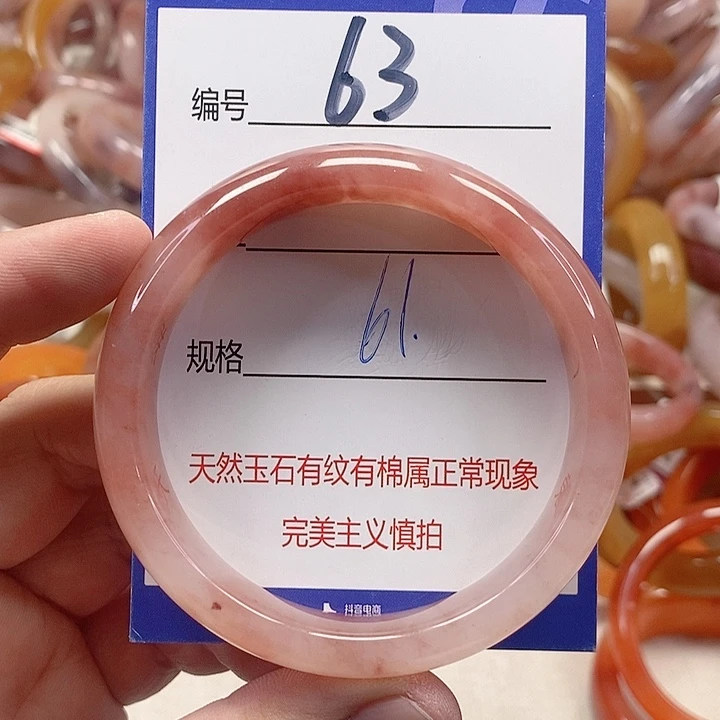 编号 63
规格 61.
天然玉石有纹有棉属正常现象
完美主义慎拍
抖音电商